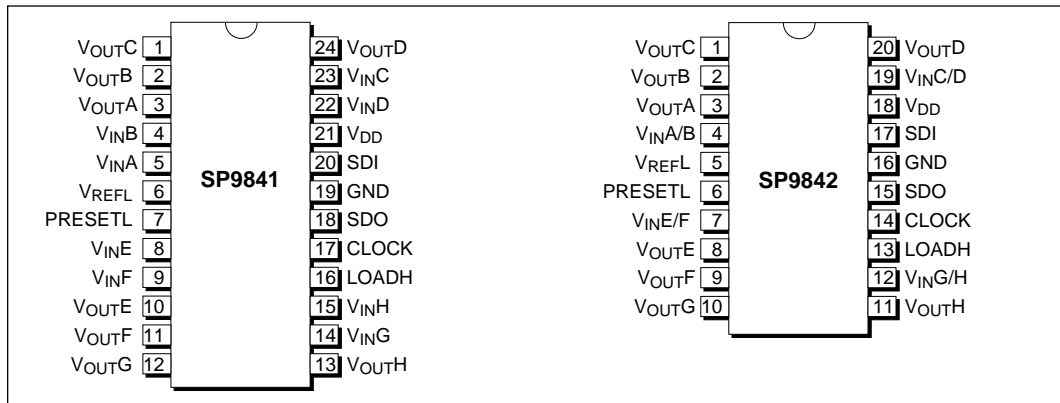 VOUTC 1
VOUTB 2
VOUTA 3
VINB 4
VINA 5
VREFL 6
PRESETL 7
VINE 8
VINF 9
VOUTE 10
VOUTF 11
VOUTG 12
SP9841
24 VOUTD
23 VINC
22 VIND
21 VDD
20 SDI
19 GND
18 SDO
17 CLOCK
16 LOADH
15 VINH
14 VING
13 VOUTH
VOUTC 1
VOUTB 2
VOUTA 3
VINA/B 4
VREFL 5
PRESETL 6
VINE/F 7
VOUTE 8
VOUTF 9
VOUTG 10
SP9842
20 VOUTD
19 VINC/D
18 VDD
17 SDI
16 GND
15 SDO
14 CLOCK
13 LOADH
12 VING/H
11 VOUTH